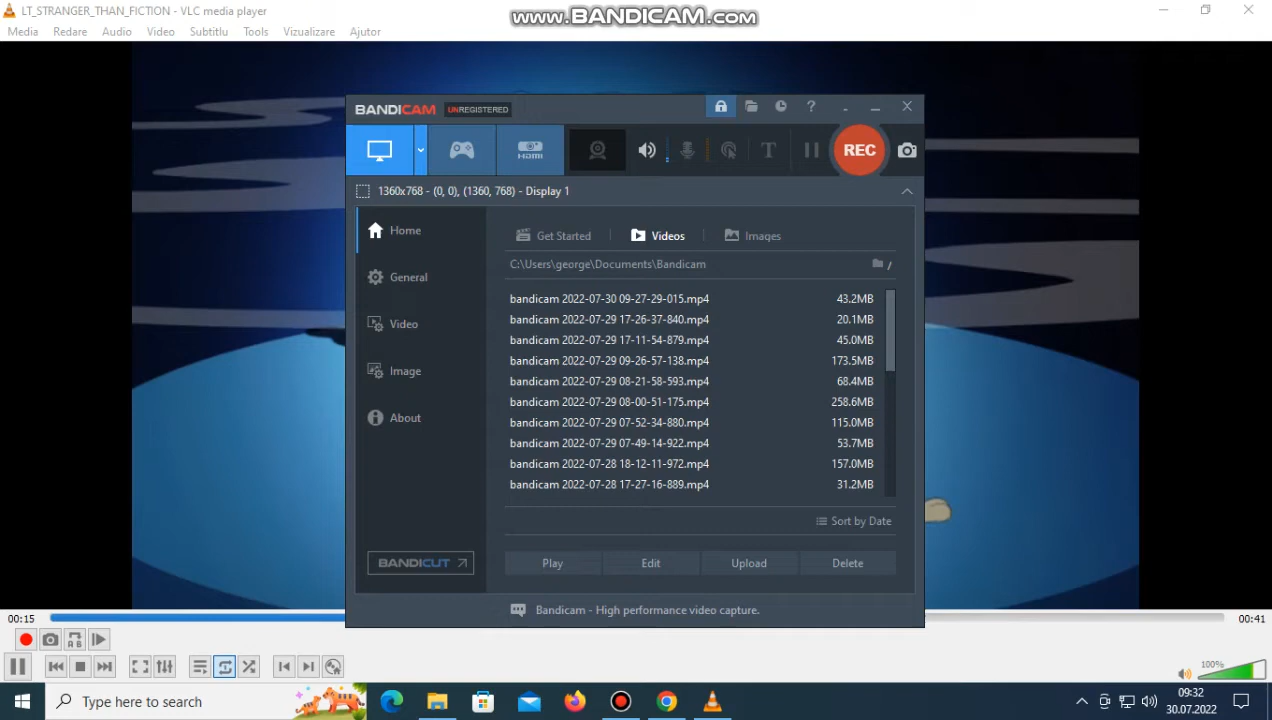 LT_STRANGER_THAN_FICTION - VLC media player
www.BANDICAM.com
Media Redare Audio Video Subtitlu Tools Vizualizare Ajutor
BANDICAM UNREGISTERED
HDMI
T
REC
1360x768 - (0, 0), (1360, 768) - Display 1
Home
General
Video
Image
About
BANDICUT
Get Started
Videos
Images
C:\Users\george\Documents\Bandicam
/
bandicam 2022-07-30 09-27-29-015.mp4 43.2MB
bandicam 2022-07-29 17-26-37-840.mp4 20.1MB
bandicam 2022-07-29 17-11-54-879.mp4 45.0MB
bandicam 2022-07-29 09-26-57-138.mp4 173.5MB
bandicam 2022-07-29 08-21-58-593.mp4 68.4MB
bandicam 2022-07-29 08-00-51-175.mp4 258.6MB
bandicam 2022-07-29 07-52-34-880.mp4 115.0MB
bandicam 2022-07-29 07-49-14-922.mp4 53.7MB
bandicam 2022-07-28 18-12-11-972.mp4 157.0MB
bandicam 2022-07-28 17-27-16-889.mp4 31.2MB
Sort by Date
Play Edit Upload Delete
Bandicam - High performance video capture.
00:15 00:41
A B
100%
Type here to search
09:32
30.07.2022